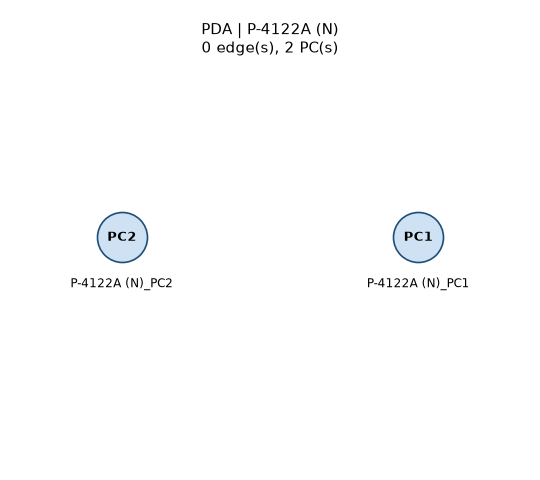 PDA | P-4122A (N)
0 edge(s), 2 PC(s)
PC2
PC1
P-4122A (N)_PC2
P-4122A (N)_PC1